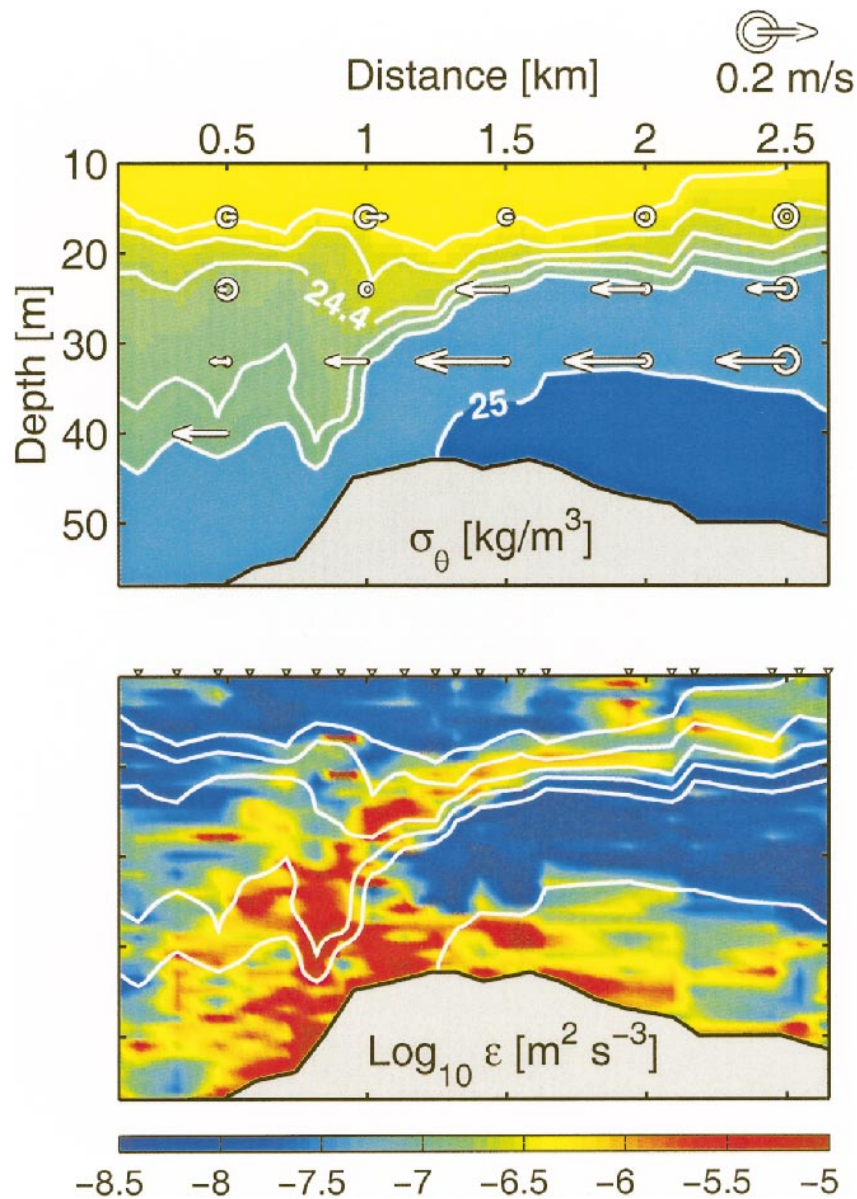 0.2 m/s
Distance [km]
0.5 1 1.5 2 2.5
10
20
30
40
50
Depth [m]
24.4
25
σθ [kg/m³]
Log₁₀ ε [m² s⁻³]
−8.5 −8 −7.5 −7 −6.5 −6 −5.5 −5